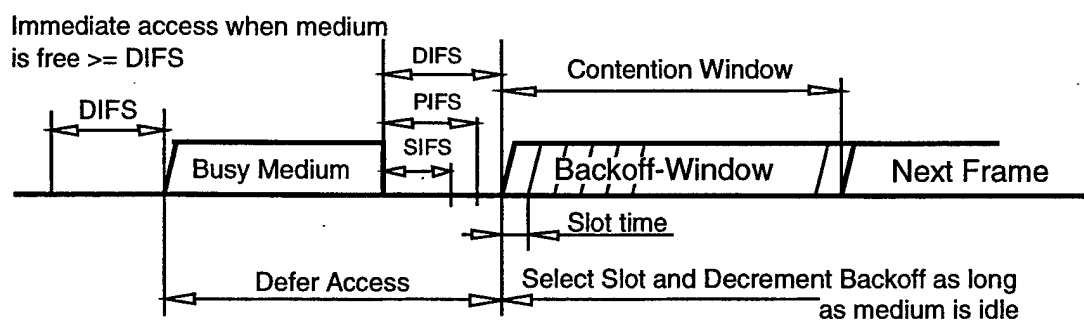 Immediate access when medium
is free >= DIFS
DIFS
DIFS
Contention Window
PIFS
SIFS
Busy Medium
Backoff-Window
Next Frame
Slot time
Defer Access
Select Slot and Decrement Backoff as long
as medium is idle